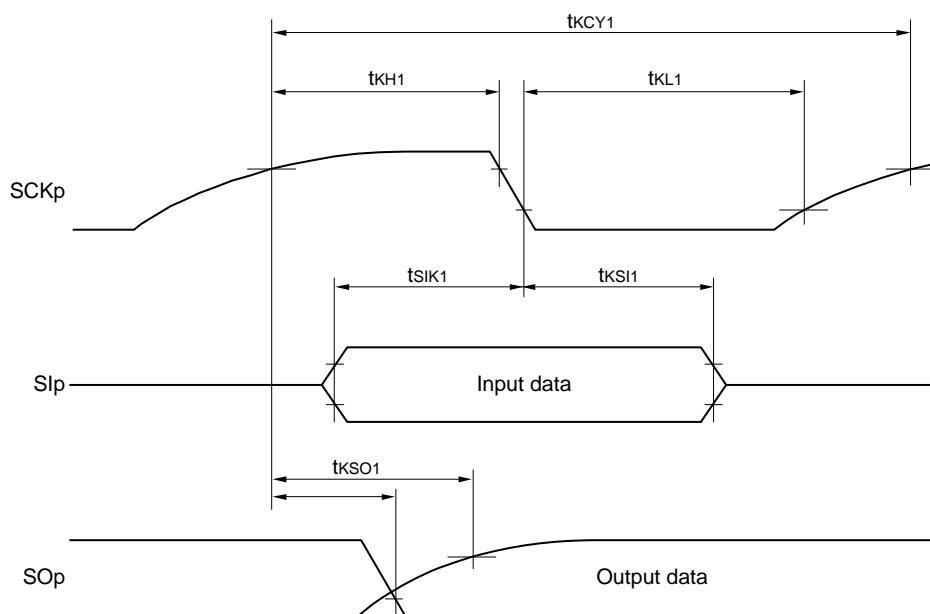 tKCY1
tKH1 tKL1
SCKp
tSIK1 tKSI1
SIp Input data
tKSO1
SOp Output data